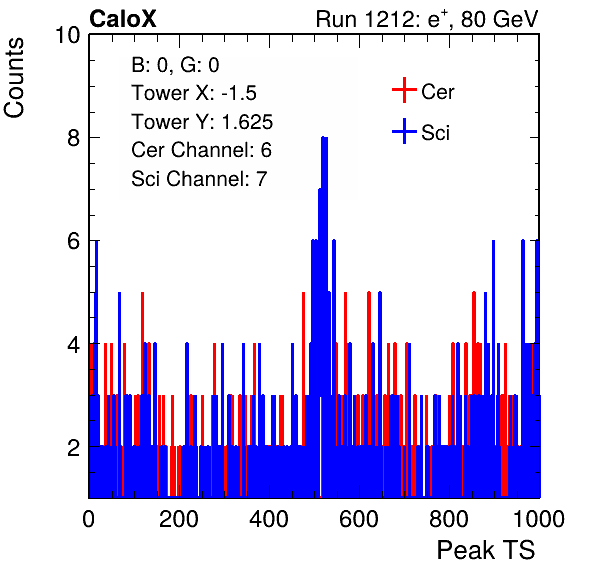 CaloX Run 1212: e⁺, 80 GeV
Counts
10
8
6
4
2
B: 0, G: 0
Tower X: -1.5
Tower Y: 1.625
Cer Channel: 6
Sci Channel: 7
Cer
Sci
0 200 400 600 800 1000
Peak TS